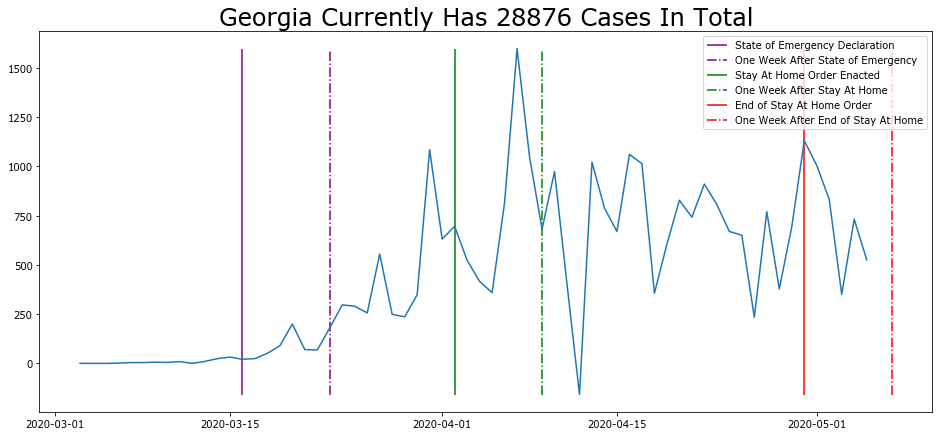 Georgia Currently Has 28876 Cases In Total
State of Emergency Declaration
One Week After State of Emergency
Stay At Home Order Enacted
One Week After Stay At Home
End of Stay At Home Order
One Week After End of Stay At Home
1500
1250
1000
750
500
250
0
2020-03-01
2020-03-15
2020-04-01
2020-04-15
2020-05-01